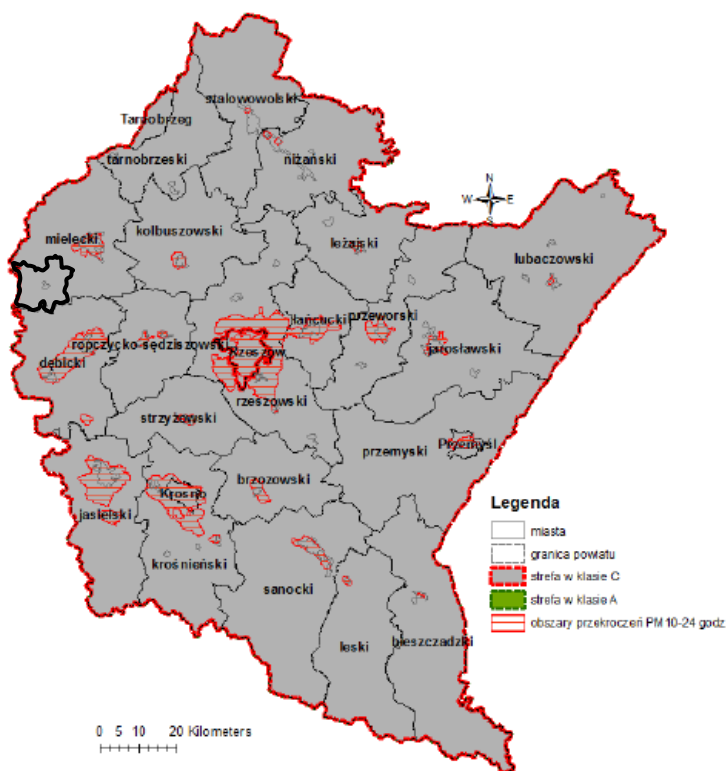 stalowowolski
Tarnobrzeg
tarnobrzeski
niżański
N
W E
S
mielecki
kolbuszowski
leżajski
lubaczowski
łańcucki
przeworski
ropczycko-sędziszowski
Rzeszów
jarosławski
dębicki
rzeszowski
strzyżowski
przemyski
Przemyśl
brzozowski
Krosno
jasielski
krośnieński
sanocki
leski
bieszczadzki
Legenda
miasta
granica powiatu
strefa w klasie C
strefa w klasie A
obszary przekroczeń PM10-24 godz
0 5 10 20 Kilometers